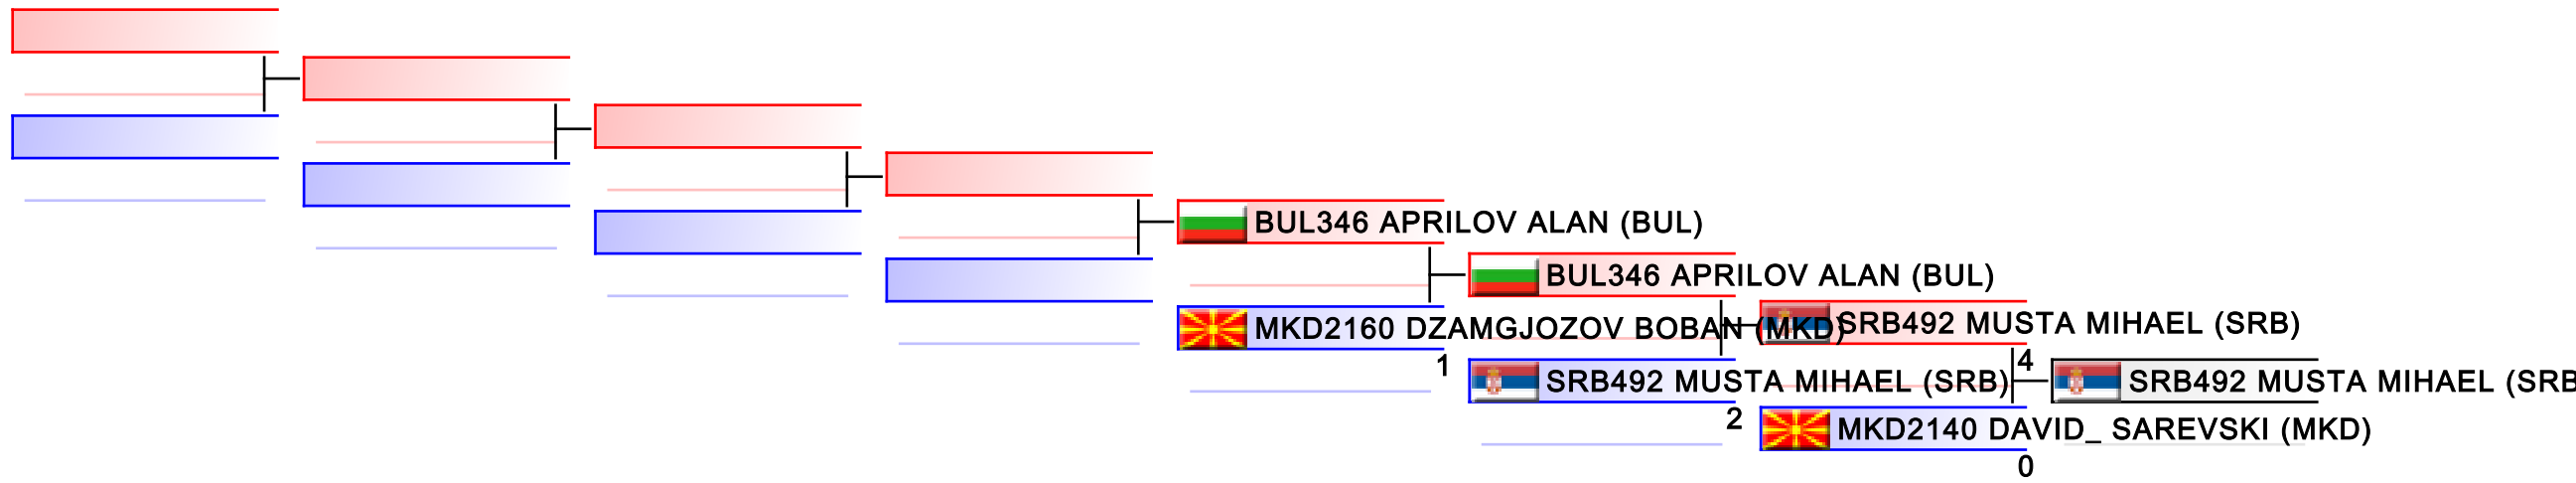 BUL346 APRILOV ALAN (BUL)
BUL346 APRILOV ALAN (BUL)
MKD2160 DZAMGJOZOV BOBAN (MKD)
SRB492 MUSTA MIHAEL (SRB)
1
4
SRB492 MUSTA MIHAEL (SRB)
SRB492 MUSTA MIHAEL (SRB
2
MKD2140 DAVID_ SAREVSKI (MKD)
0